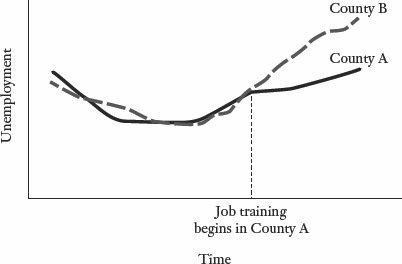 County B
County A
Unemployment
Job training
begins in County A
Time